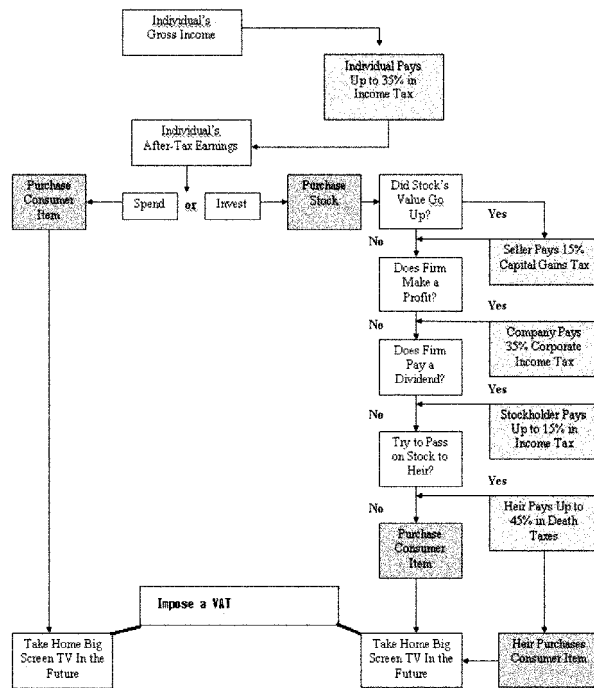 Individual's
Gross Income
Individual Pays
Up to 35% in
Income Tax
Individual's
After-Tax Earnings
Purchase
Consumer
Item
Spend
or
Invest
Purchase
Stock
Did Stock's
Value Go
Up?
Yes
No
Seller Pays 15%
Capital Gains Tax
Does Firm
Make a
Profit?
Yes
No
Company Pays
35% Corporate
Income Tax
Does Firm
Pay a
Dividend?
Yes
No
Stockholder Pays
Up to 15% in
Income Tax
Try to Pass
on Stock to
Heir?
Yes
No
Heir Pays Up to
45% in Death
Taxes
Purchase
Consumer
Item
Impose a VAT
Take Home Big
Screen TV In the
Future
Take Home Big
Screen TV In the
Future
Heir Purchases
Consumer Item